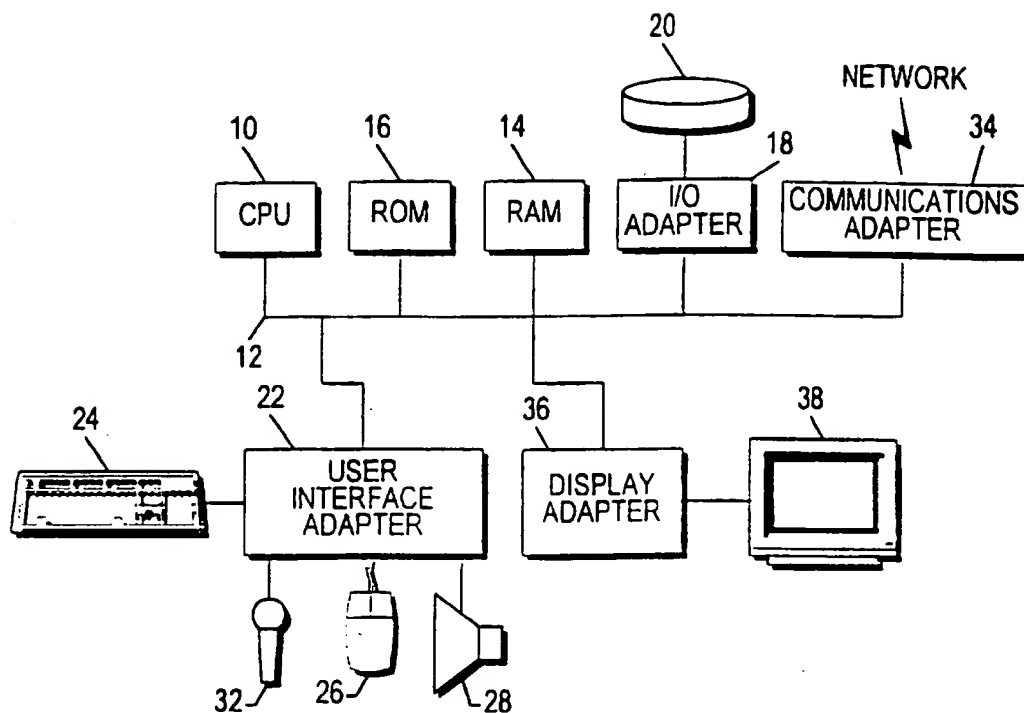 20
NETWORK
10
16
14
18
34
CPU
ROM
RAM
I/O
ADAPTER
COMMUNICATIONS
ADAPTER
12
24
22
36
38
USER
INTERFACE
ADAPTER
DISPLAY
ADAPTER
32
26
28